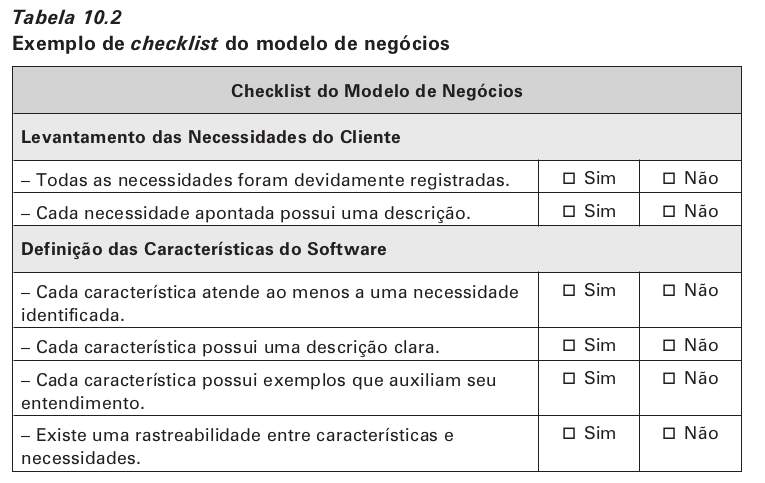 Tabela 10.2
Exemplo de checklist do modelo de negócios
Checklist do Modelo de Negócios
Levantamento das Necessidades do Cliente
– Todas as necessidades foram devidamente registradas. □ Sim □ Não
– Cada necessidade apontada possui uma descrição. □ Sim □ Não
Definição das Características do Software
– Cada característica atende ao menos a uma necessidade □ Sim □ Não
identificada.
– Cada característica possui uma descrição clara. □ Sim □ Não
– Cada característica possui exemplos que auxiliam seu □ Sim □ Não
entendimento.
– Existe uma rastreabilidade entre características e □ Sim □ Não
necessidades.